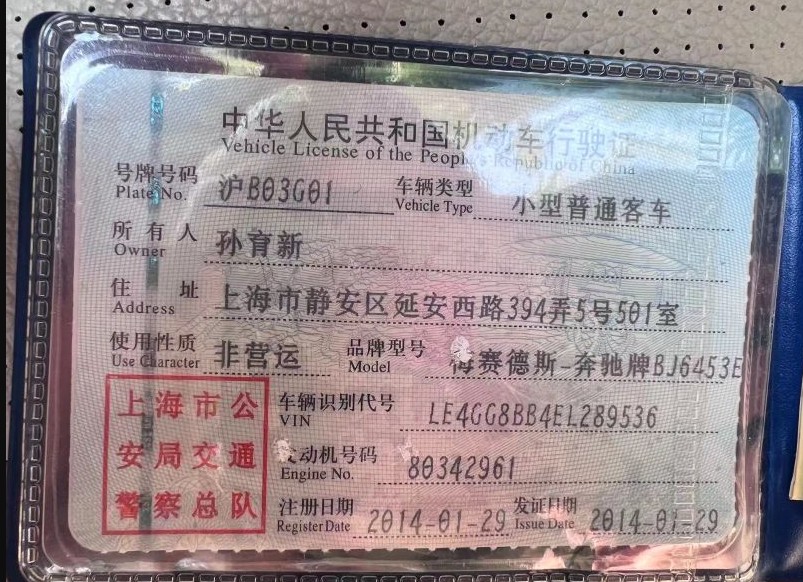 中华人民共和国机动车行驶证
Vehicle License of the People's Republic of China
号牌号码 沪B03G01 车辆类型 小型普通客车
Plate No. Vehicle Type
所有人 孙育新
Owner
住址 上海市静安区延安西路394弄5号501室
Address
使用性质 非营运 品牌型号 梅赛德斯-奔驰牌BJ6453E
Use Character Model
上海市公安局交通警察总队
车辆识别代号 LE4GG8BB4EL289536
VIN
发动机号码 80342961
Engine No.
注册日期 2014-01-29 发证日期 2014-01-29
Register Date Issue Date